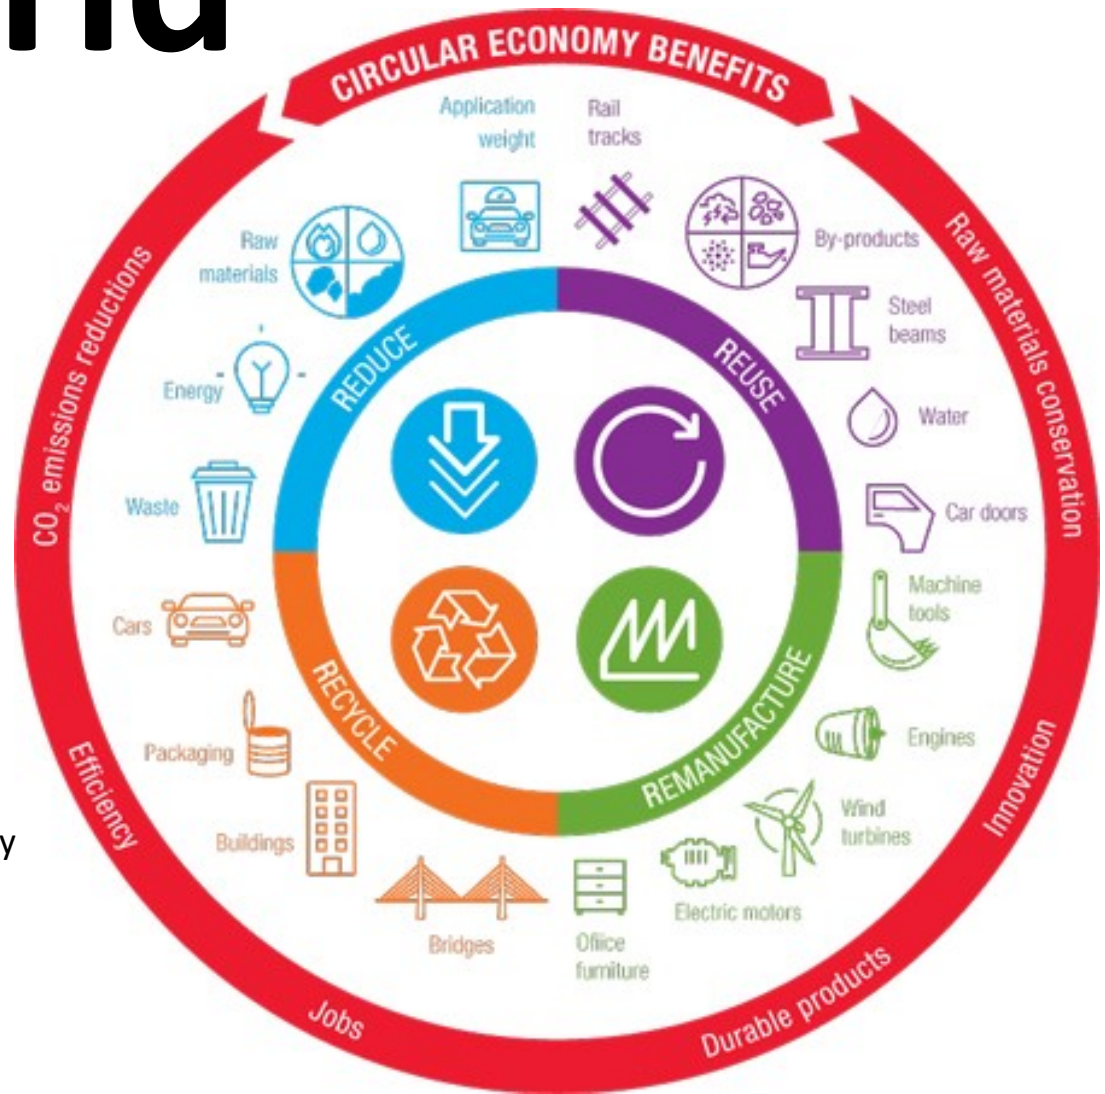 CIRCULAR ECONOMY BENEFITS
Application
weight
Rail
tracks
Raw
materials
By-products
Steel
beams
Energy
Water
Waste
Car doors
Cars
Machine
tools
Packaging
Engines
Buildings
Wind
turbines
Bridges
Electric motors
Office
furniture
REDUCE
REUSE
RECYCLE
REMANUFACTURE
CO₂ emissions reductions
Raw materials conservation
Efficiency
Innovation
Jobs
Durable products
y